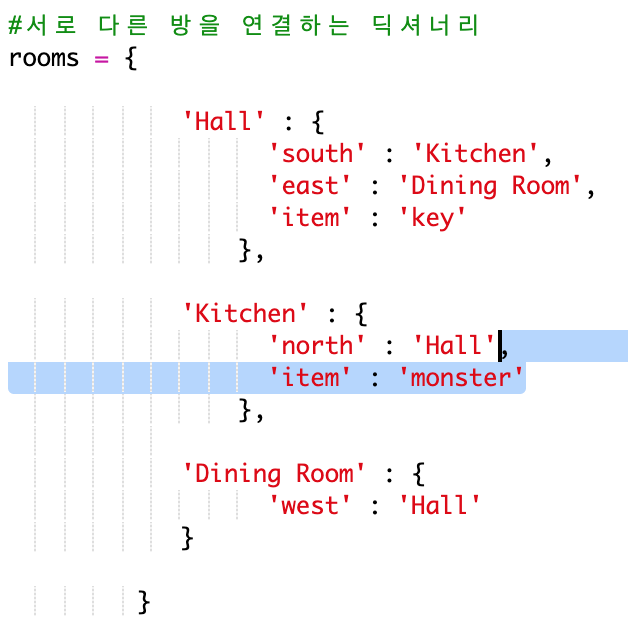 #서로 다른 방을 연결하는 딕셔너리
rooms = {
'Hall' : {
'south' : 'Kitchen',
'east' : 'Dining Room',
'item' : 'key'
},
'Kitchen' : {
'north' : 'Hall',
'item' : 'monster'
},
'Dining Room' : {
'west' : 'Hall'
}
}